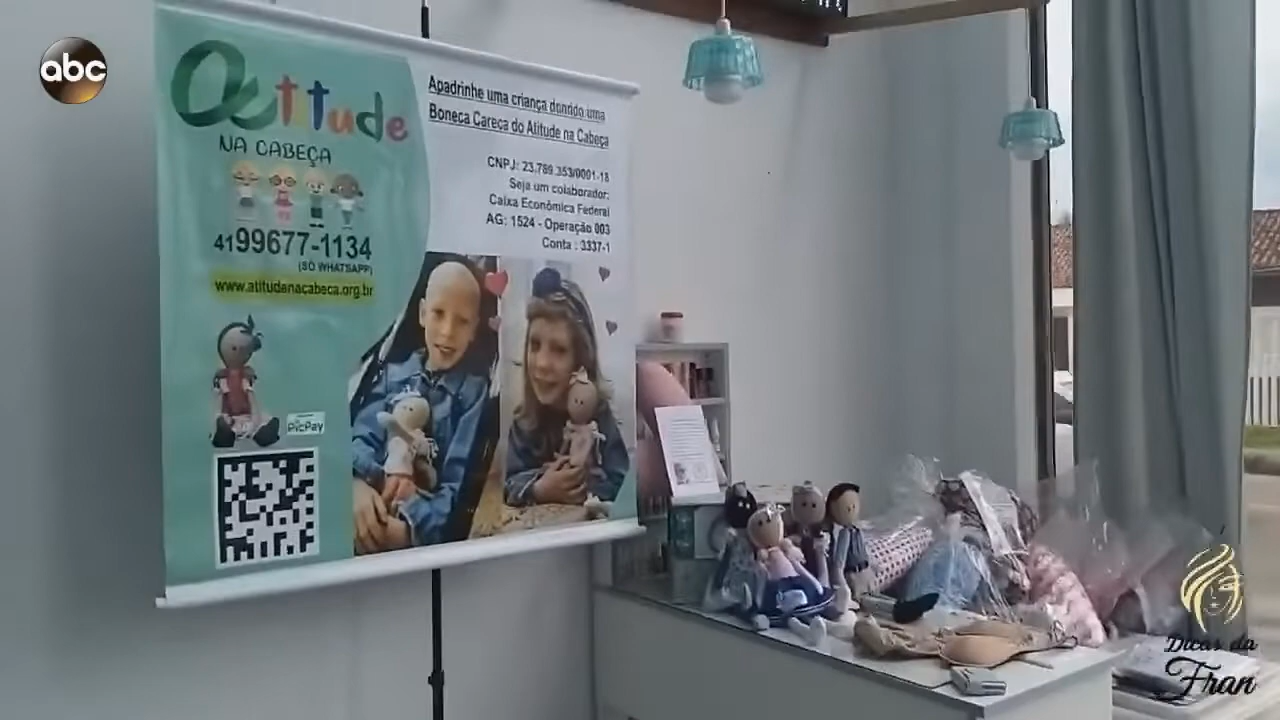 abc
Actitude
NA CABEÇA
41 99677-1134
(SÓ WHATSAPP)
www.atitudenacabeca.org.br
PicPay
Apadrinhe uma criança doando uma
Boneca Careca do Atitude na Cabeça
CNPJ: 23.789.353/0001-18
Seja um colaborador:
Caixa Econômica Federal
AG: 1524 - Operação 003
Conta : 3337-1
Dicas da
Fran